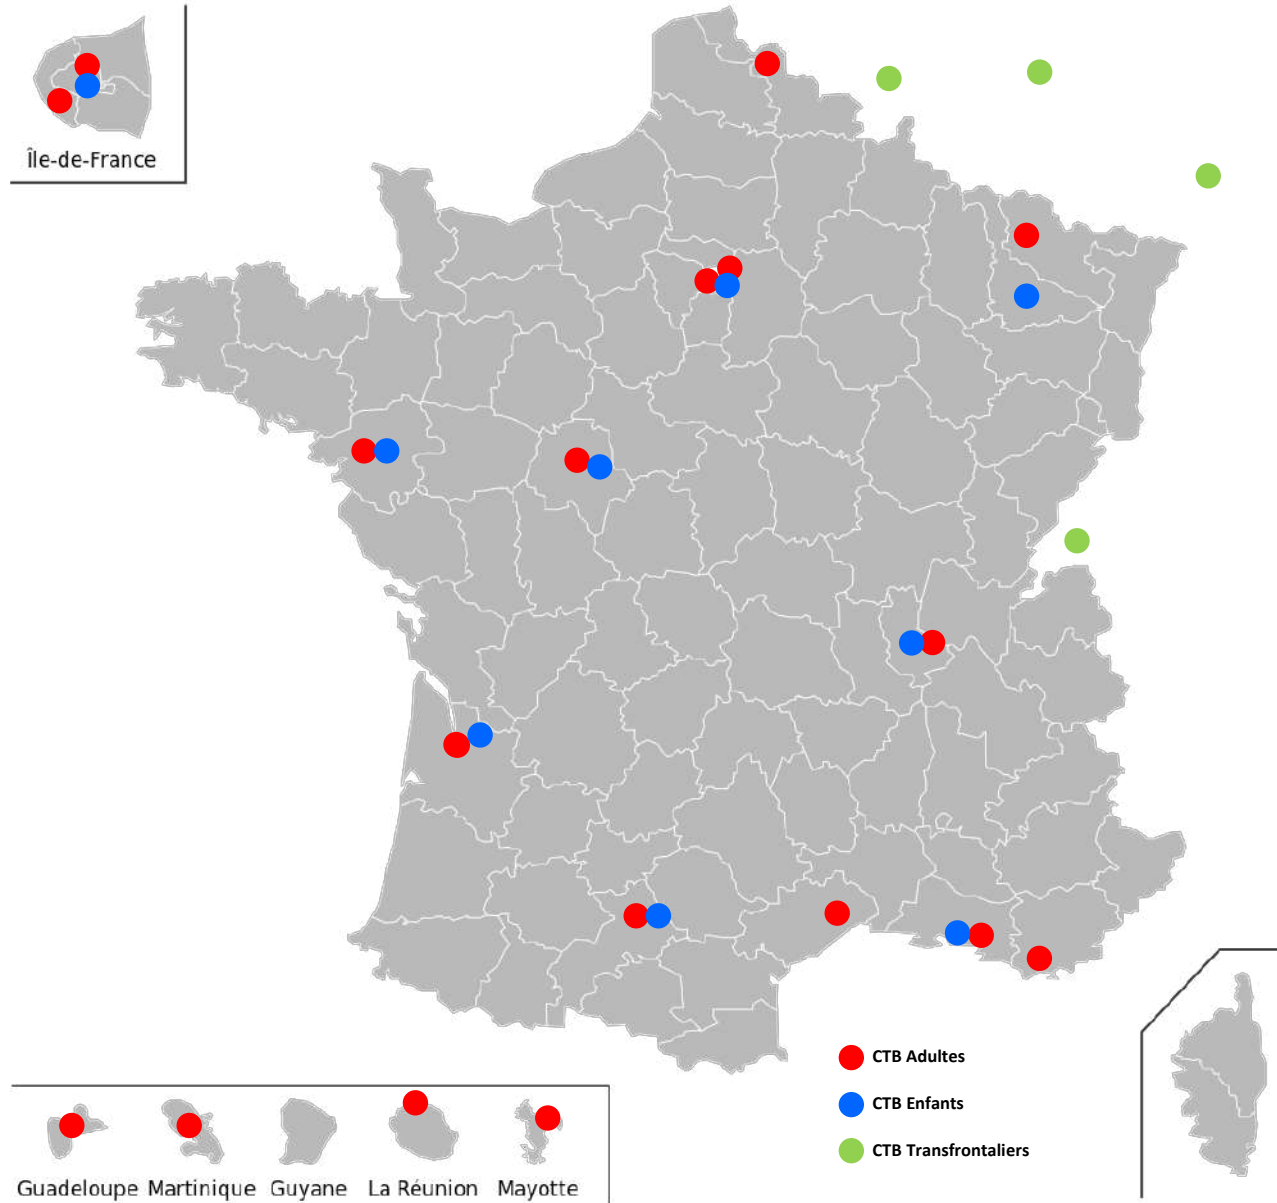 Île-de-France
CTB Adultes
CTB Enfants
CTB Transfrontaliers
Guadeloupe Martinique Guyane La Réunion Mayotte